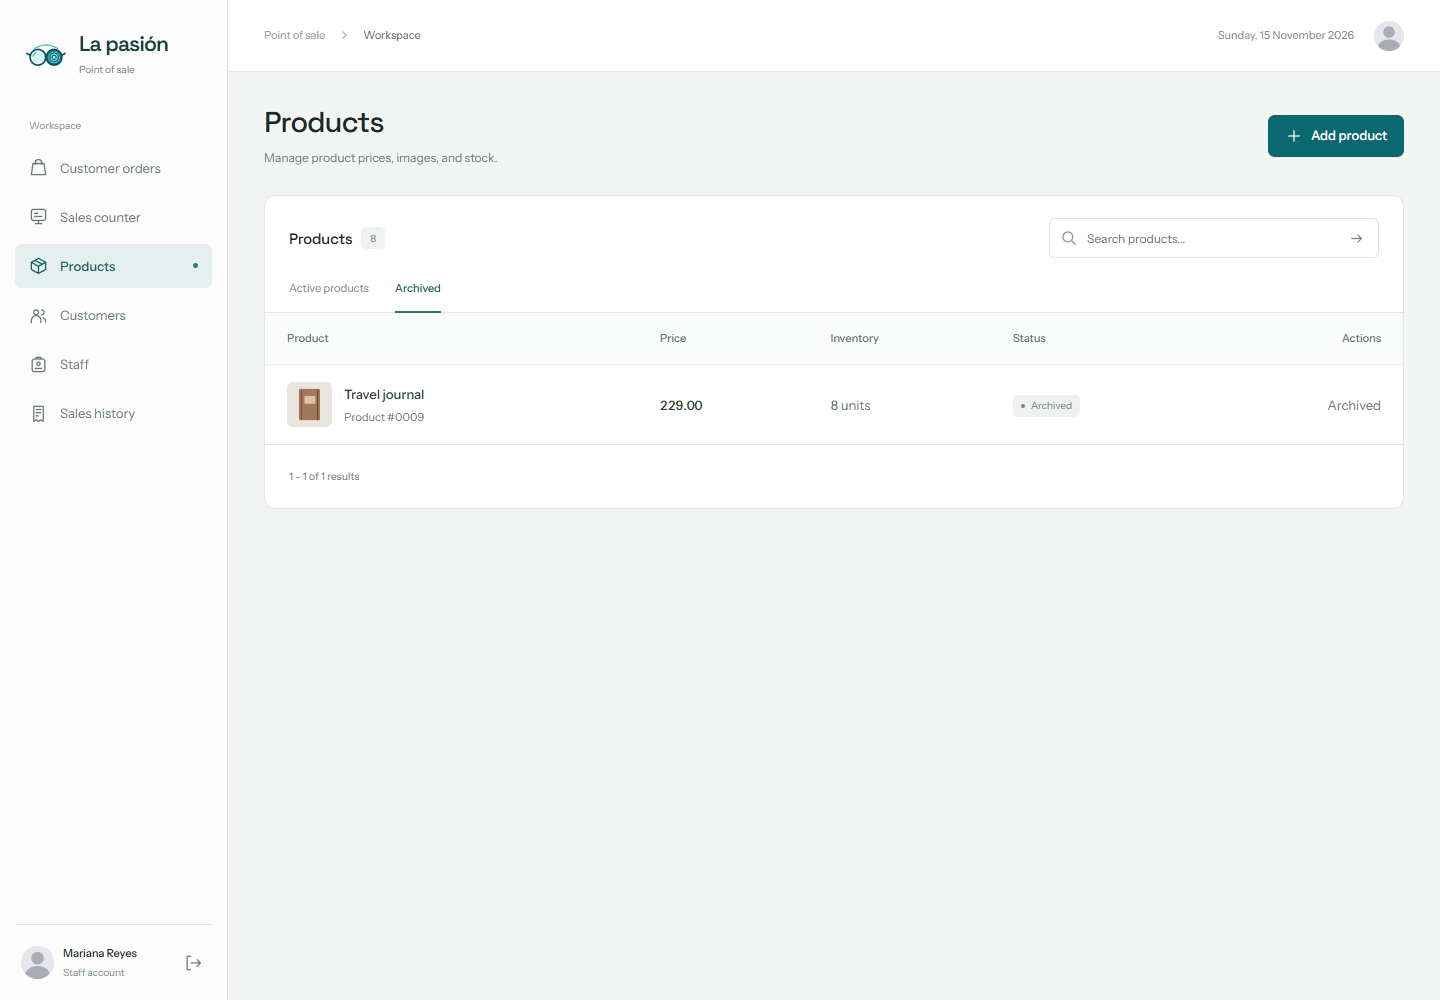 La pasión
Point of sale
Workspace
Customer orders
Sales counter
Products
Customers
Staff
Sales history
Mariana Reyes
Staff account
Point of sale
Workspace
Sunday, 15 November 2026
Products
Manage product prices, images, and stock.
Add product
Products 8
Search products...
Active products Archived
Product Price Inventory Status Actions
Travel journal
Product #0009
229.00
8 units
Archived
Archived
1 - 1 of 1 results